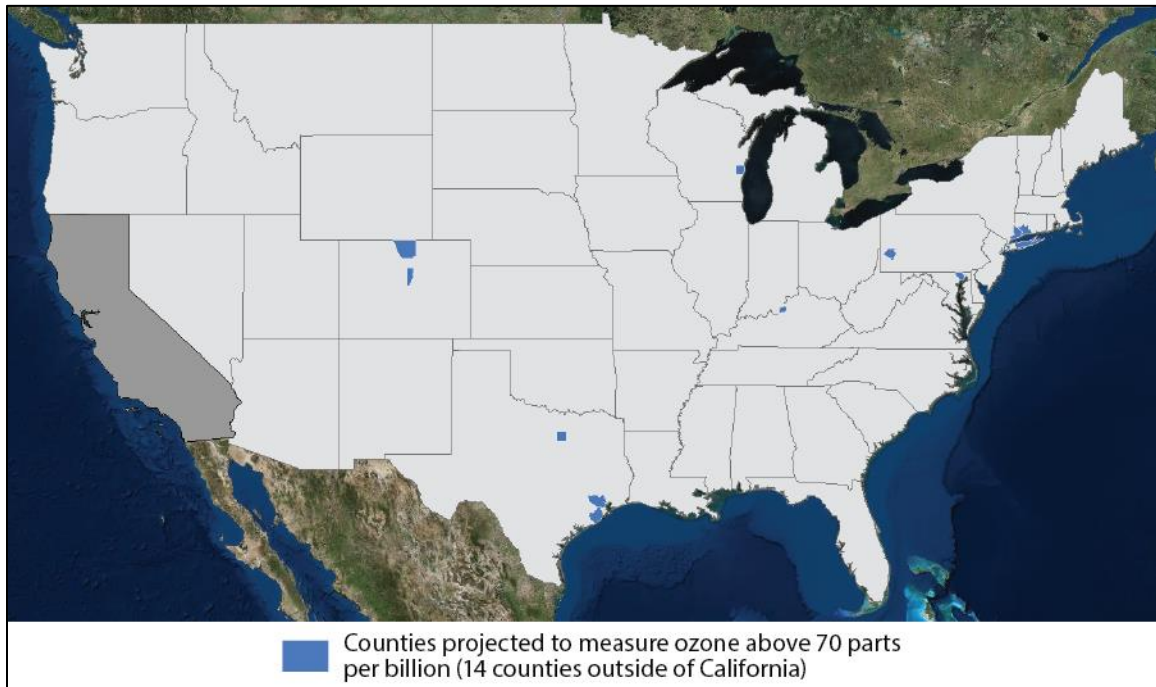 Counties projected to measure ozone above 70 parts
per billion (14 counties outside of California)